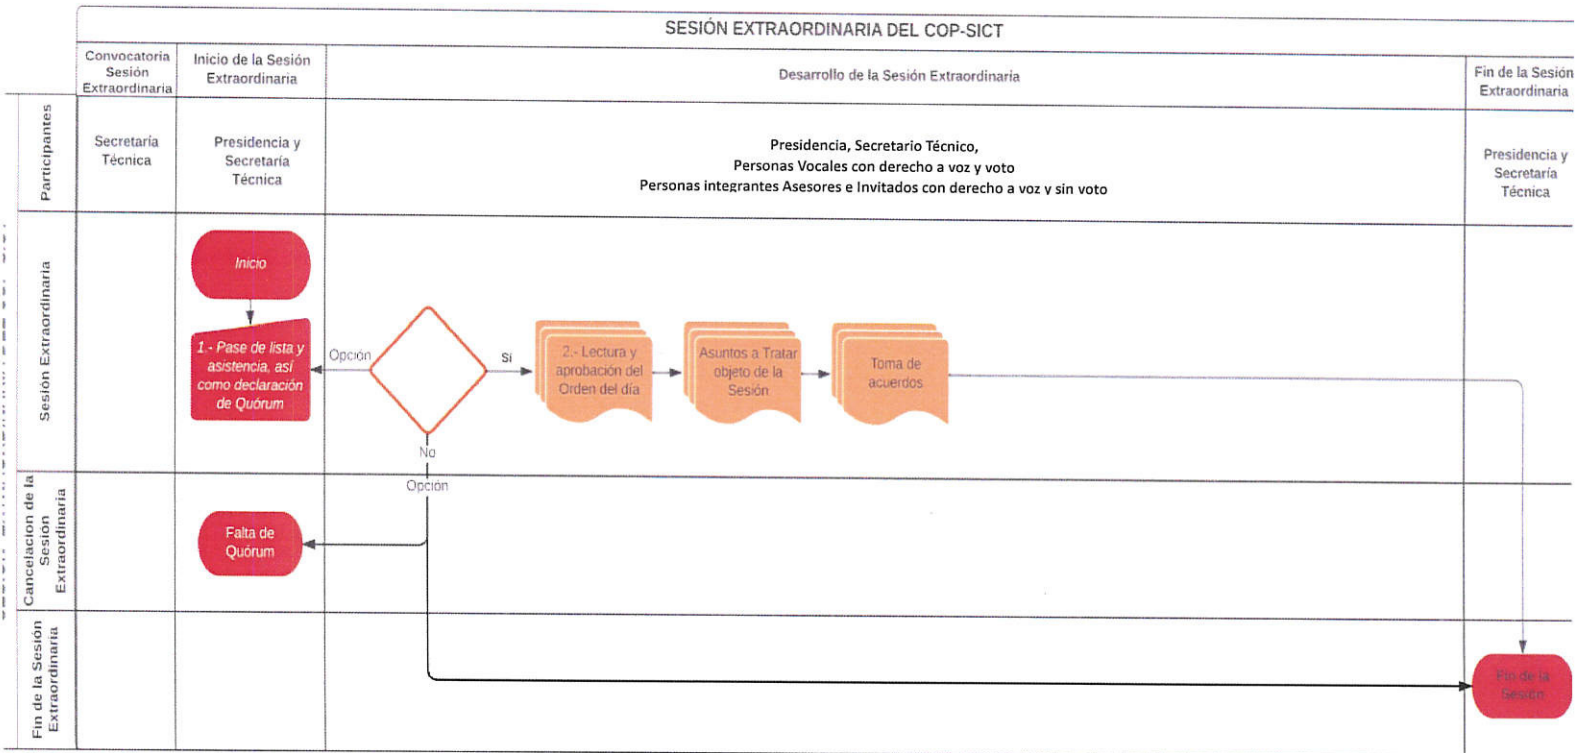 SESIÓN EXTRAORDINARIA DEL COP-SICT
Convocatoria
Sesión
Extraordinaria
Inicio de la Sesión
Extraordinaria
Desarrollo de la Sesión Extraordinaria
Fin de la Sesión
Extraordinaria
Participantes
Secretaría
Técnica
Presidencia y
Secretaría
Técnica
Presidencia, Secretario Técnico,
Personas Vocales con derecho a voz y voto
Personas integrantes Asesores e Invitados con derecho a voz y sin voto
Presidencia y
Secretaría
Técnica
Sesión Extraordinaria
Inicio
1.- Pase de lista y
asistencia, así
como declaración
de Quórum
Opción
Si
2.- Lectura y
aprobación del
Orden del día
Asuntos a Tratar
objeto de la
Sesión
Toma de
acuerdos
No
Opción
Cancelacion de la
Sesión
Extraordinaria
Falta de
Quórum
Fin de la Sesión
Extraordinaria
Fin de la
Sesión